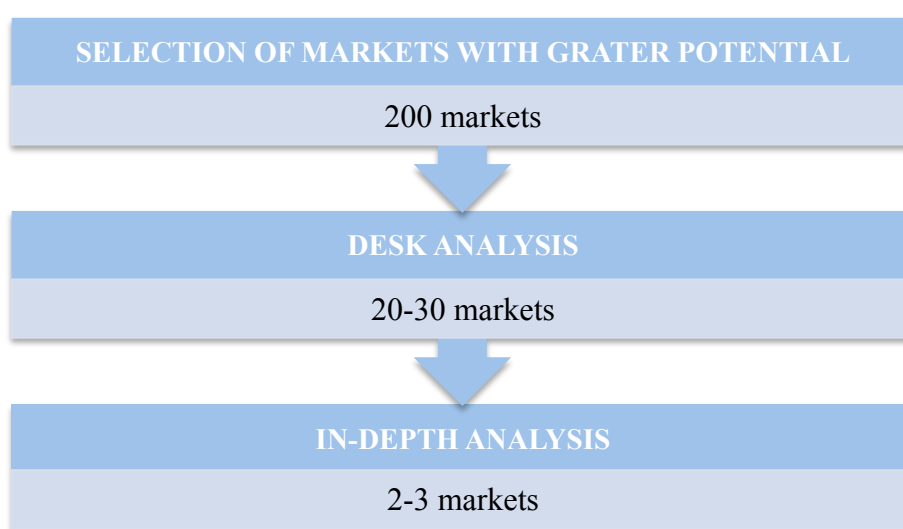 SELECTION OF MARKETS WITH GRATER POTENTIAL
200 markets
DESK ANALYSIS
20-30 markets
IN-DEPTH ANALYSIS
2-3 markets